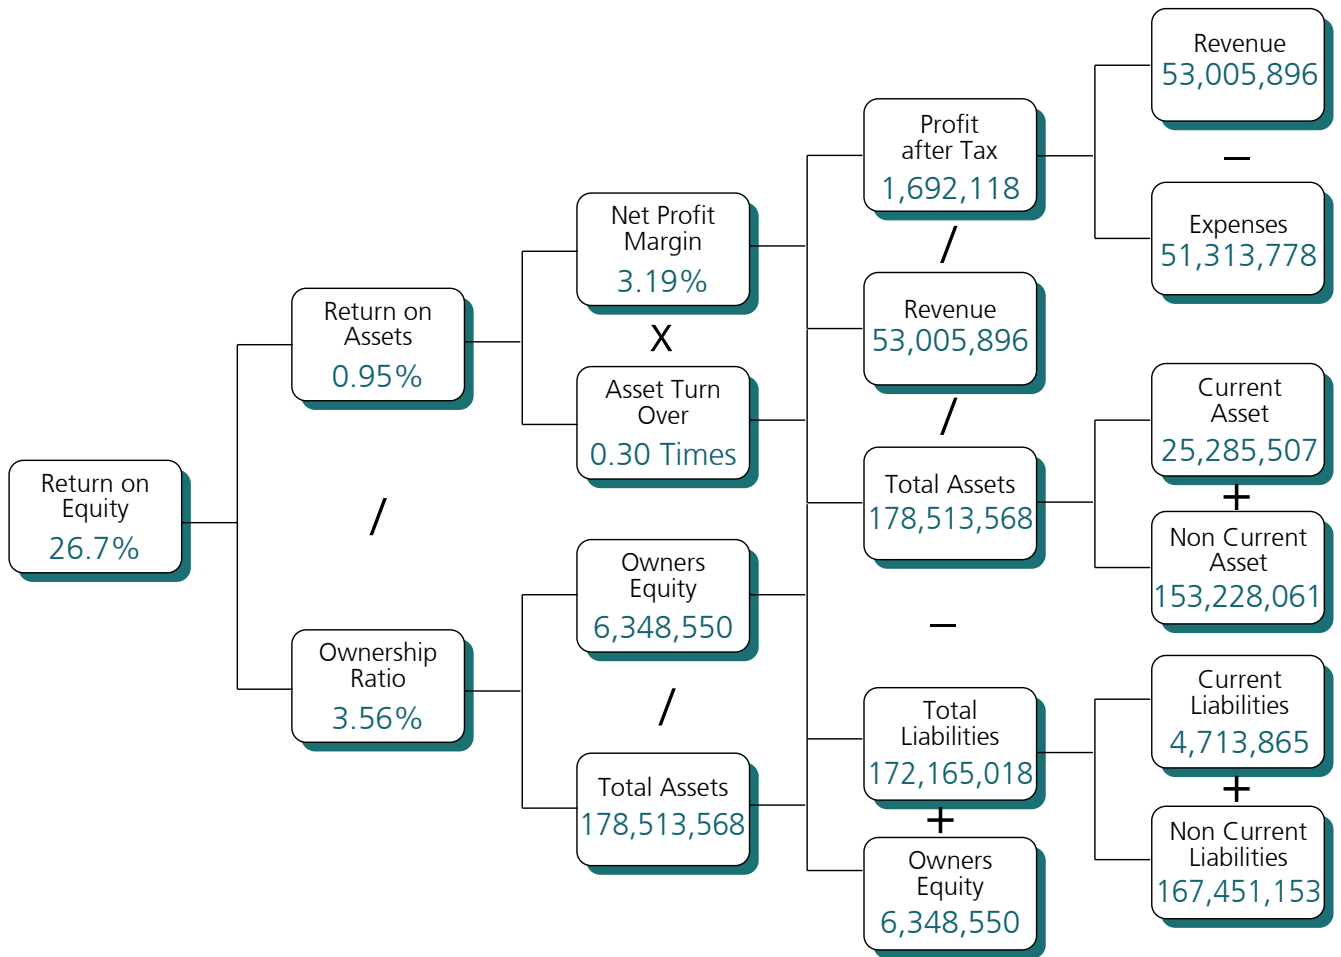 Return on
Equity
26.7%
Return on
Assets
0.95%
/
Ownership
Ratio
3.56%
Net Profit
Margin
3.19%
X
Asset Turn
Over
0.30 Times
Owners
Equity
6,348,550
/
Total Assets
178,513,568
Profit
after Tax
1,692,118
/
Revenue
53,005,896
/
Total Assets
178,513,568
–
Total
Liabilities
172,165,018
+
Owners
Equity
6,348,550
Revenue
53,005,896
–
Expenses
51,313,778
Current
Asset
25,285,507
+
Non Current
Asset
153,228,061
Current
Liabilities
4,713,865
+
Non Current
Liabilities
167,451,153